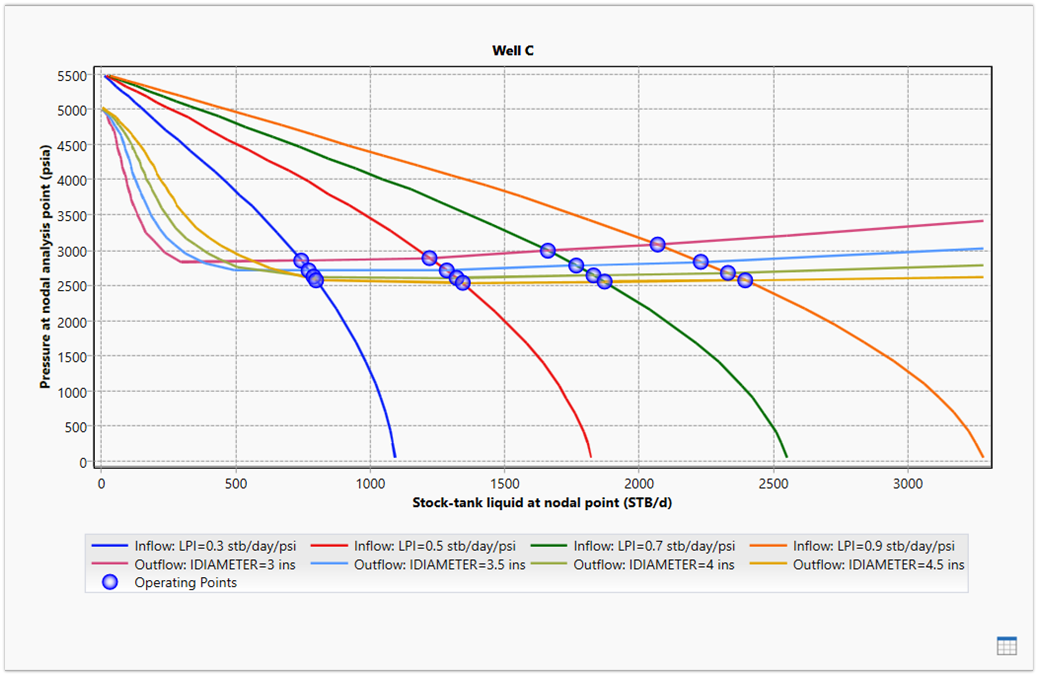 Well C
Pressure at nodal analysis point (psia)
5500
5000
4500
4000
3500
3000
2500
2000
1500
1000
500
0
0 500 1000 1500 2000 2500 3000
Stock-tank liquid at nodal point (STB/d)
Inflow: LPI=0.3 stb/day/psi Inflow: LPI=0.5 stb/day/psi Inflow: LPI=0.7 stb/day/psi Inflow: LPI=0.9 stb/day/psi
Outflow: IDIAMETER=3 ins Outflow: IDIAMETER=3.5 ins Outflow: IDIAMETER=4 ins Outflow: IDIAMETER=4.5 ins
Operating Points